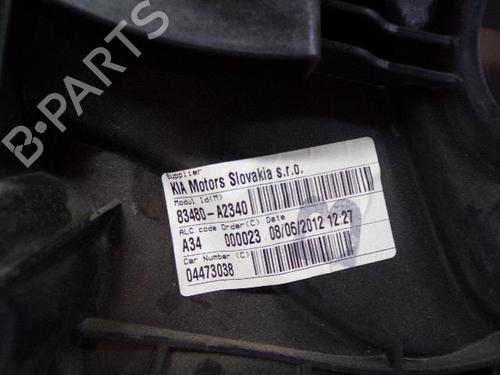 B-PARTS
Supplier
KIA Motors Slovakia s.r.o.
Modul Id(M)
83480-A2340
ALC code Order(C) Date
A34 000023 08/06/2012 12:27
Car Number (C)
04473038